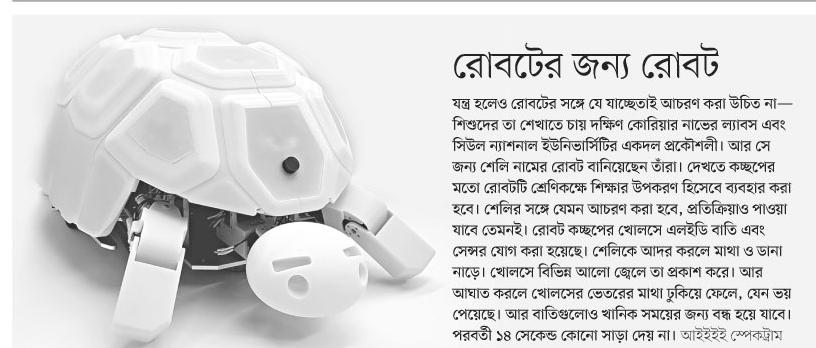 রোবটের জন্য রোবট
যন্ত্র হলেও রোবটের সঙ্গে যে যাচ্ছেতাই আচরণ করা উচিত না—
শিশুদের তা শেখাতে চায় দক্ষিণ কোরিয়ার নাভের ল্যাবস এবং
সিউল ন্যাশনাল ইউনিভার্সিটির একদল প্রকৌশলী। আর সে
জন্য শেলি নামের রোবট বানিয়েছেন তাঁরা। দেখতে কচ্ছপের
মতো রোবটটি শ্রেণিকক্ষে শিক্ষার উপকরণ হিসেবে ব্যবহার করা
হবে। শেলির সঙ্গে যেমন আচরণ করা হবে, প্রতিক্রিয়াও পাওয়া
যাবে তেমনই। রোবট কচ্ছপের খোলসে এলইডি বাতি এবং
সেন্সর যোগ করা হয়েছে। শেলিকে আদর করলে মাথা ও ডানা
নাড়ে। খোলসে বিভিন্ন আলো জ্বেলে তা প্রকাশ করে। আর
আঘাত করলে খোলসের ভেতরের মাথা ঢুকিয়ে ফেলে, যেন ভয়
পেয়েছে। আর বাতিগুলোও খানিক সময়ের জন্য বন্ধ হয়ে যাবে।
পরবর্তী ১৪ সেকেন্ড কোনো সাড়া দেয় না। আইইইই স্পেকট্রাম